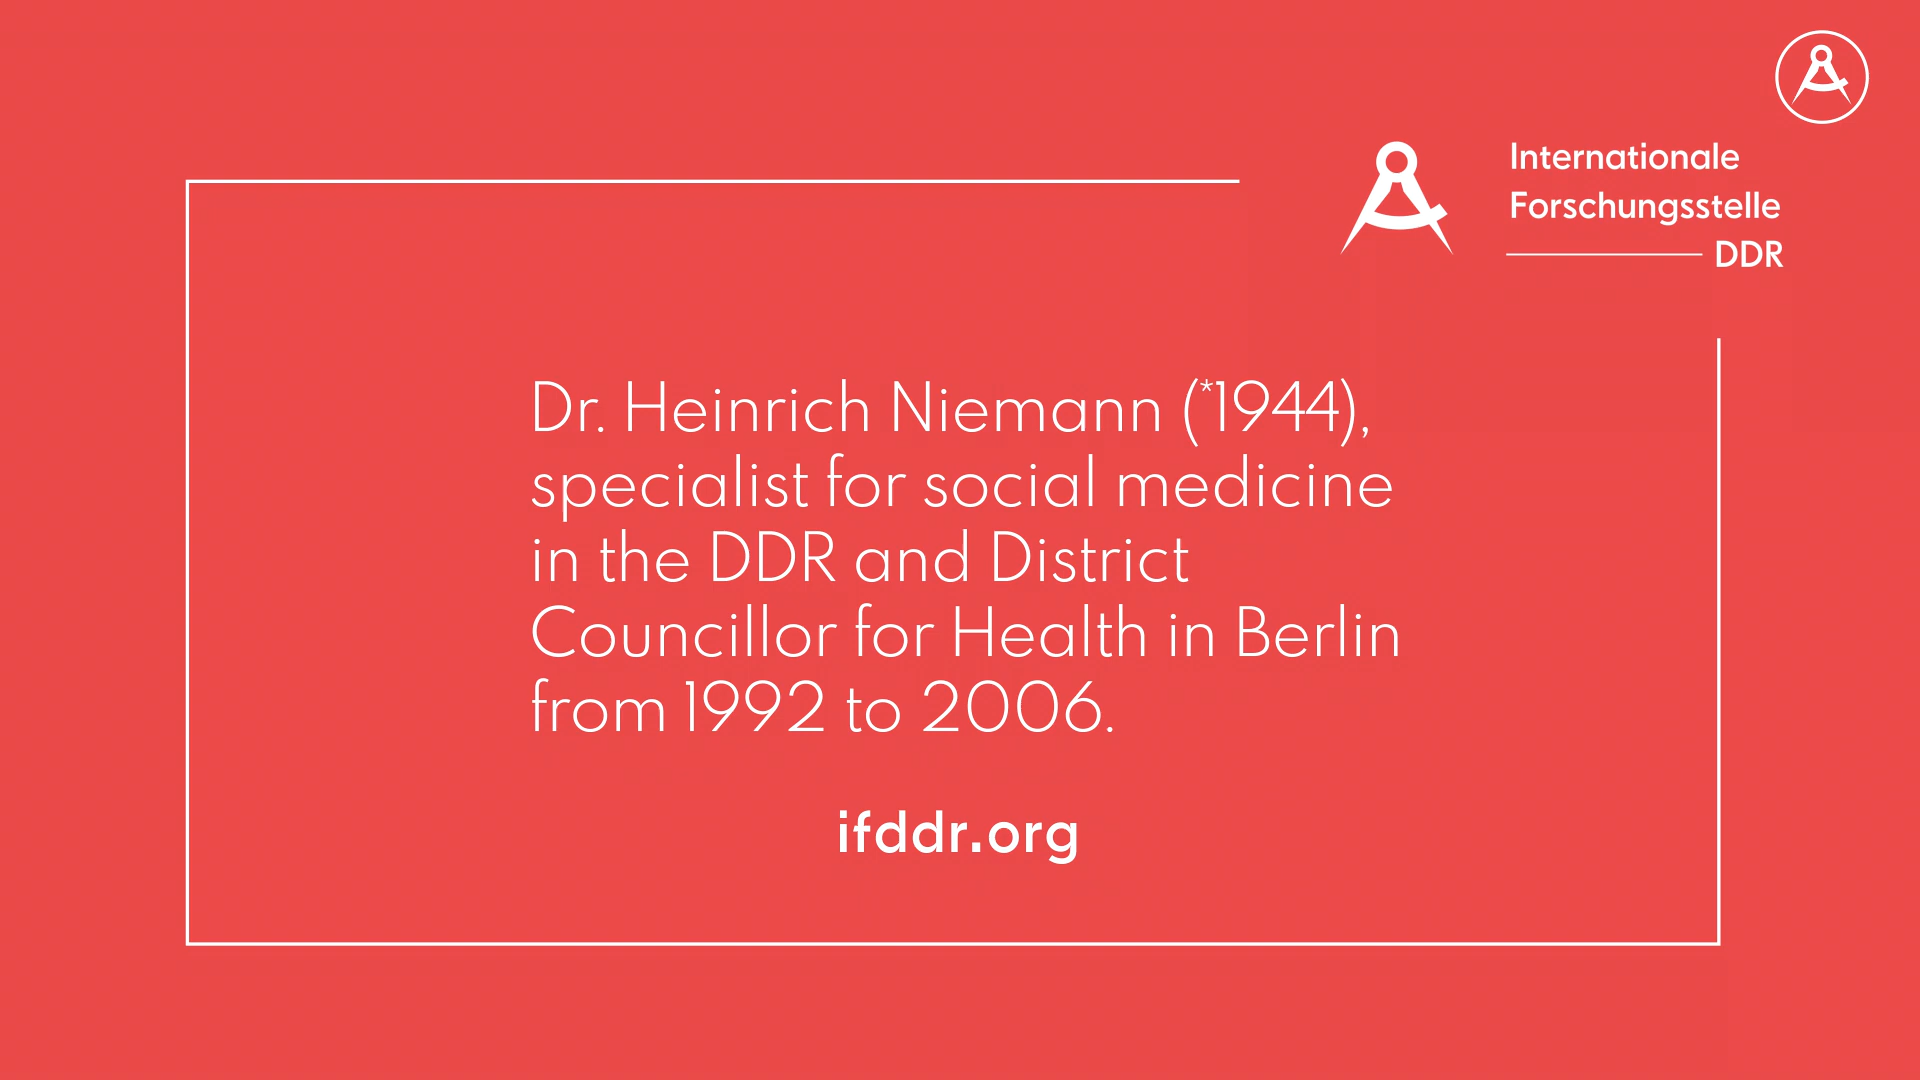 Internationale
Forschungsstelle
DDR
Dr. Heinrich Niemann (*1944),
specialist for social medicine
in the DDR and District
Councillor for Health in Berlin
from 1992 to 2006.
ifddr.org